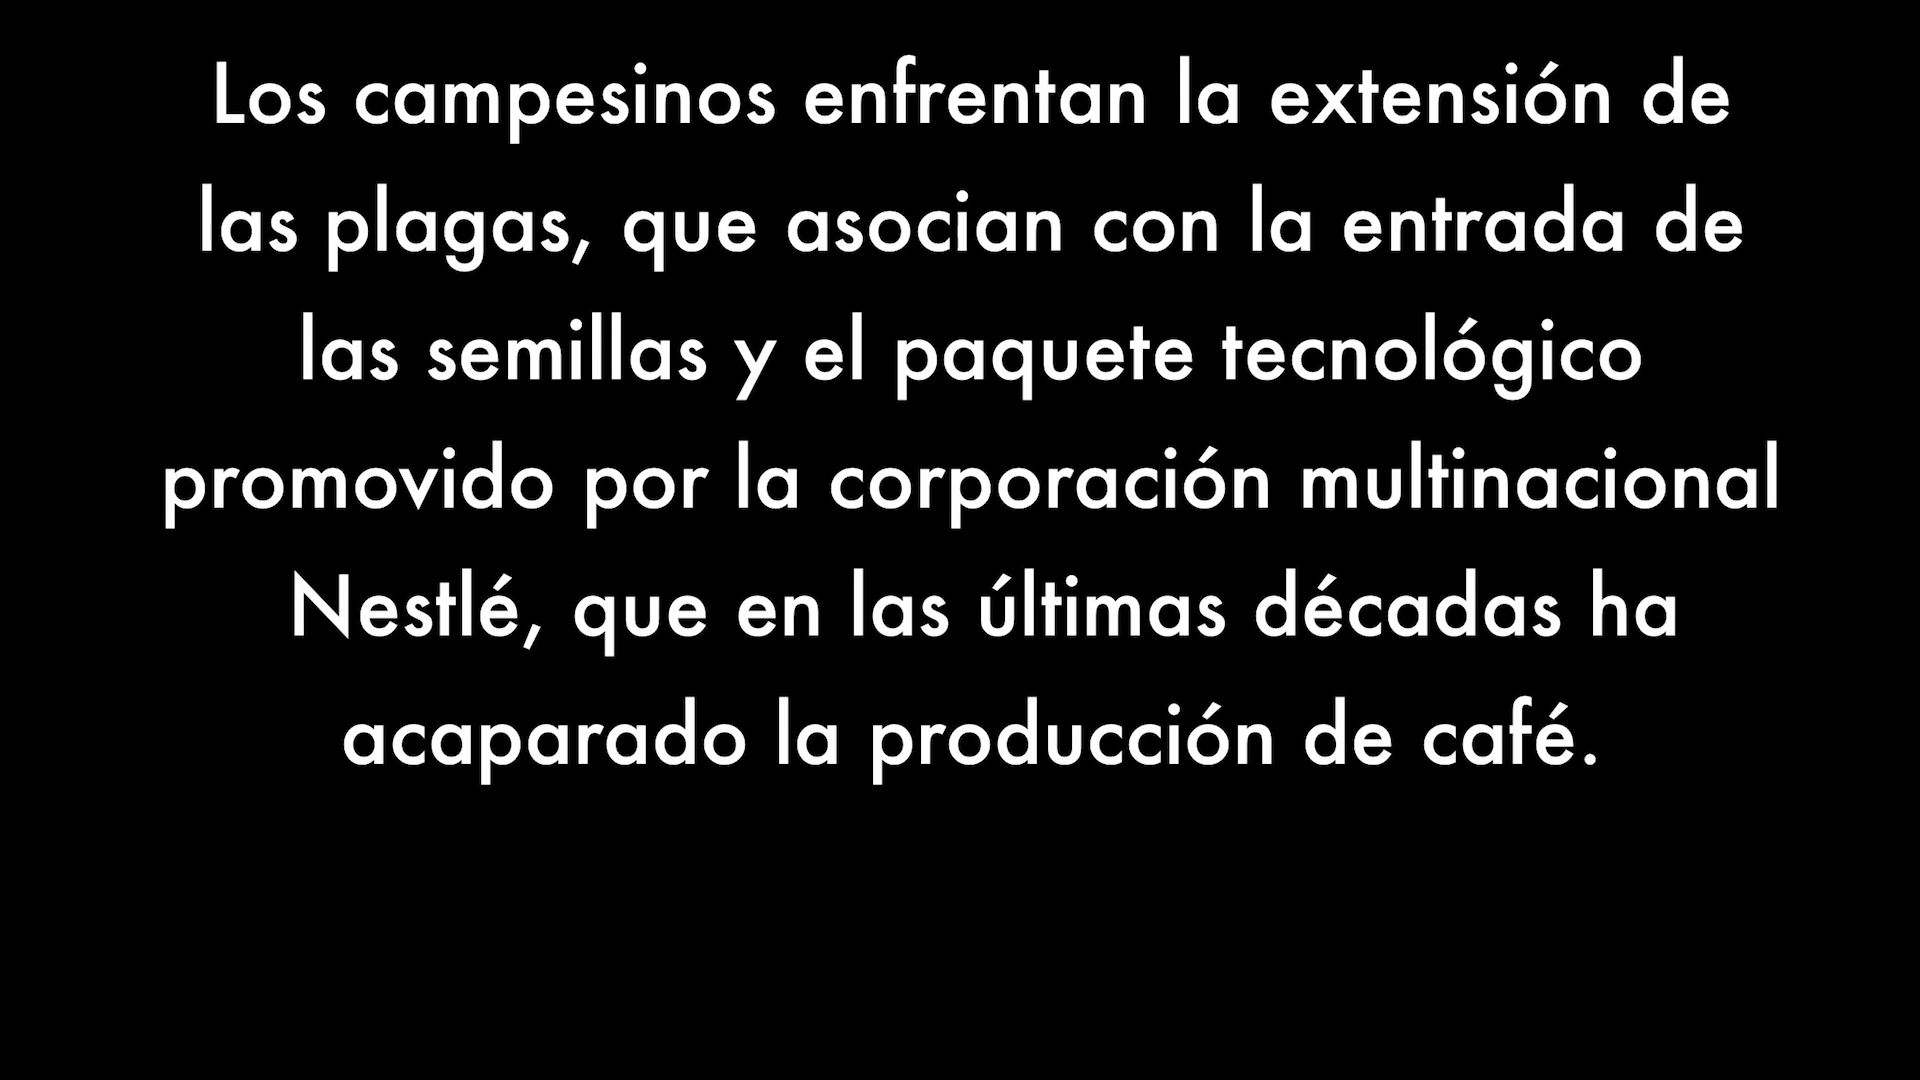 Los campesinos enfrentan la extensión de
las plagas, que asocian con la entrada de
las semillas y el paquete tecnológico
promovido por la corporación multinacional
Nestlé, que en las últimas décadas ha
acaparado la producción de café.